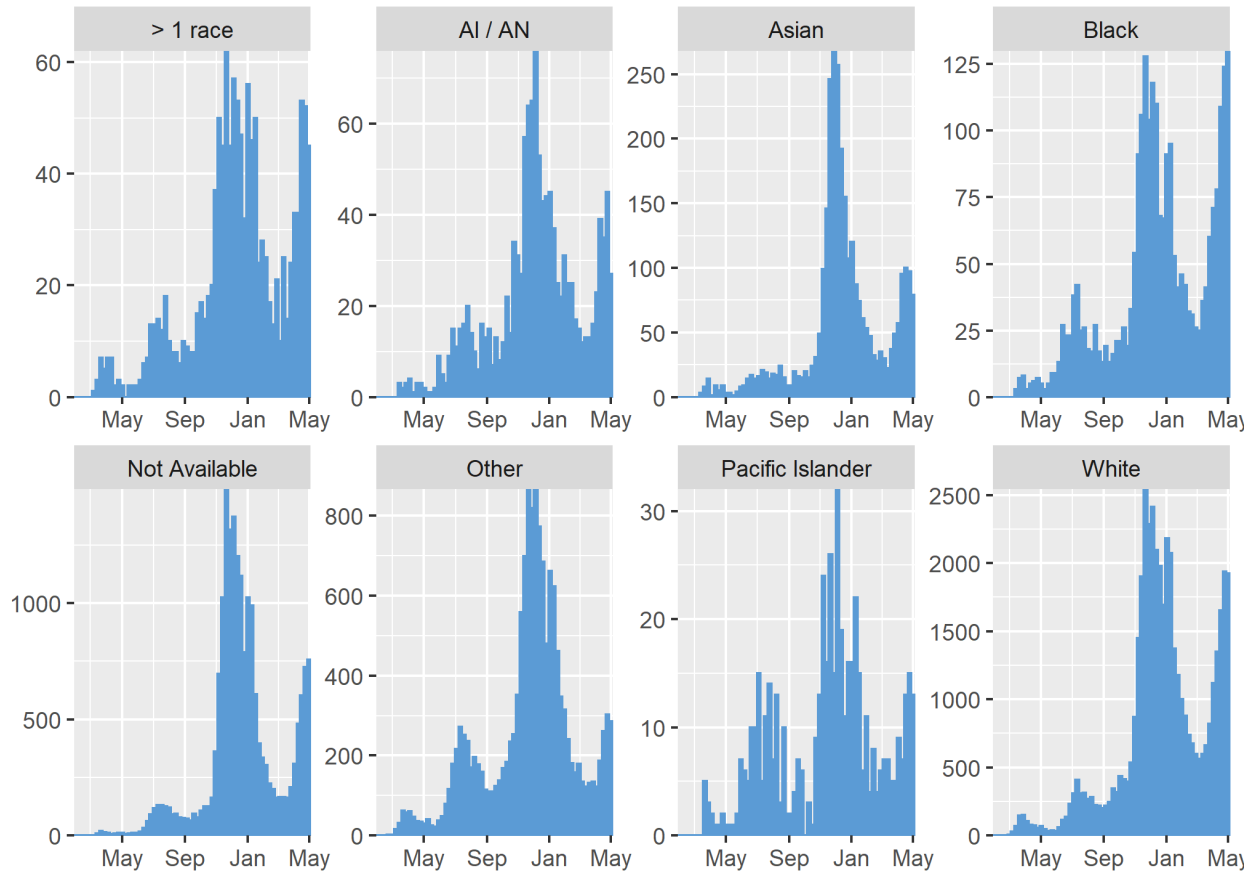 > 1 race
AI / AN
Asian
Black
60
40
20
0
60
40
20
0
250
200
150
100
50
0
125
100
75
50
25
0
May Sep Jan May
May Sep Jan May
May Sep Jan May
May Sep Jan May
Not Available
Other
Pacific Islander
White
1000
500
0
800
600
400
200
0
30
20
10
0
2500
2000
1500
1000
500
0
May Sep Jan May
May Sep Jan May
May Sep Jan May
May Sep Jan May